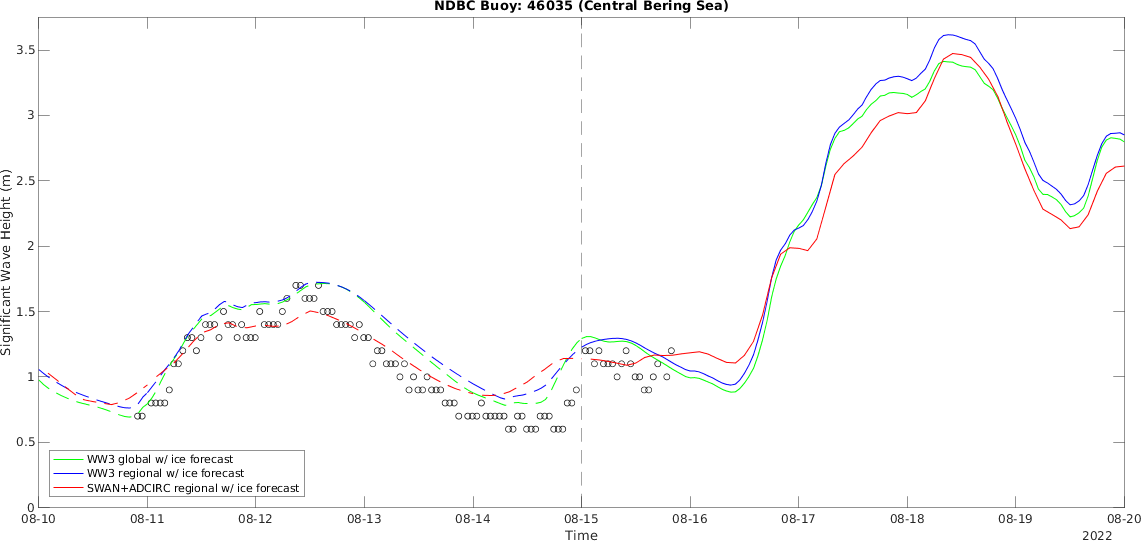 NDBC Buoy: 46035 (Central Bering Sea)
Significant Wave Height (m)
3.5
3
2.5
2
1.5
1
0.5
0
WW3 global w/ ice forecast
WW3 regional w/ ice forecast
SWAN+ADCIRC regional w/ ice forecast
08-10 08-11 08-12 08-13 08-14 08-15 08-16 08-17 08-18 08-19 08-20
Time
2022